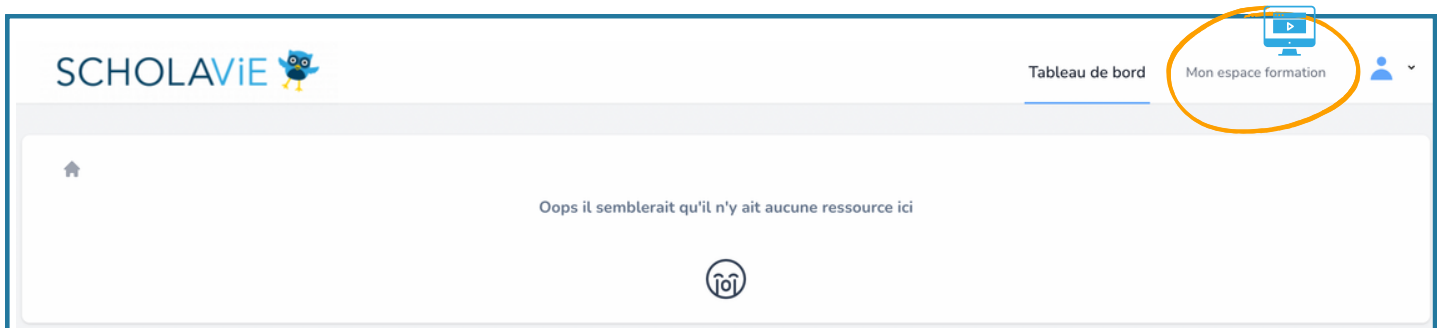 SCHOLAViE
Tableau de bord
Mon espace formation
Oops il semblerait qu'il n'y ait aucune ressource ici